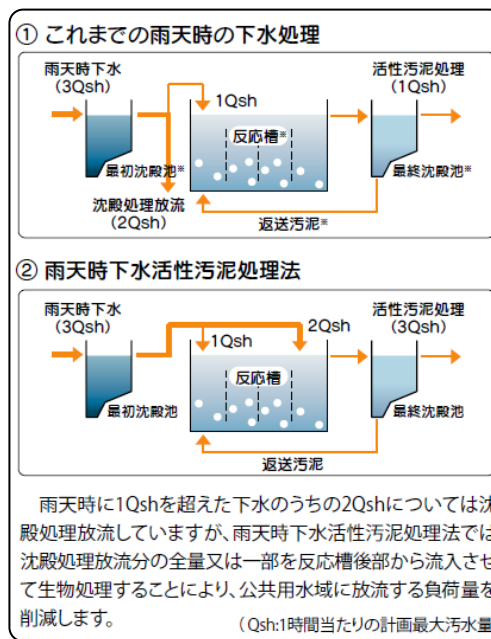 ① これまでの雨天時の下水処理
雨天時下水
(3Qsh)
1Qsh
活性汚泥処理
(1Qsh)
反応槽※
最初沈殿池※
最終沈殿池※
沈殿処理放流
(2Qsh)
返送汚泥※
② 雨天時下水活性汚泥処理法
雨天時下水
(3Qsh)
1Qsh
2Qsh
活性汚泥処理
(3Qsh)
反応槽
最初沈殿池
最終沈殿池
返送汚泥
雨天時に1Qshを超えた下水のうちの2Qshについては沈
殿処理放流していますが、雨天時下水活性汚泥処理法では
沈殿処理放流分の全量又は一部を反応槽後部から流入させ
て生物処理することにより、公共用水域に放流する負荷量を
削減します。
(Qsh:1時間当たりの計画最大汚水量